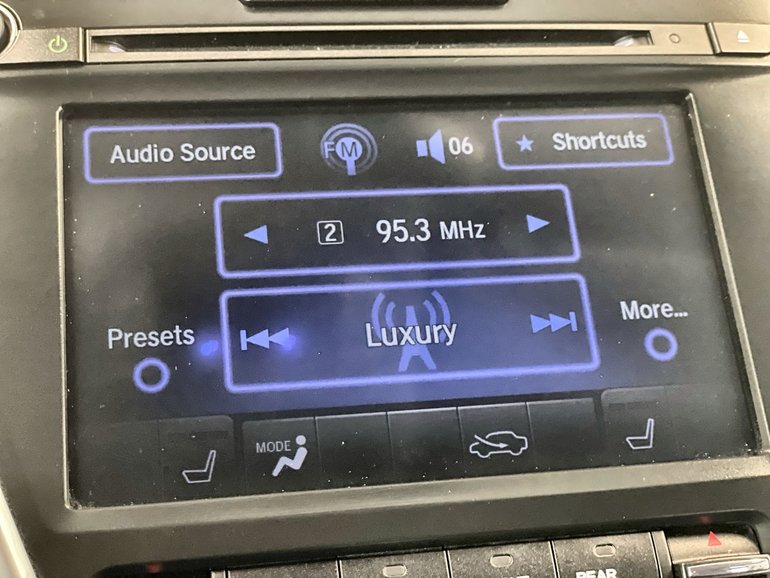 Audio Source
FM
06
Shortcuts
2 95.3 MHz
Presets
Luxury
More...
MODE
REAR